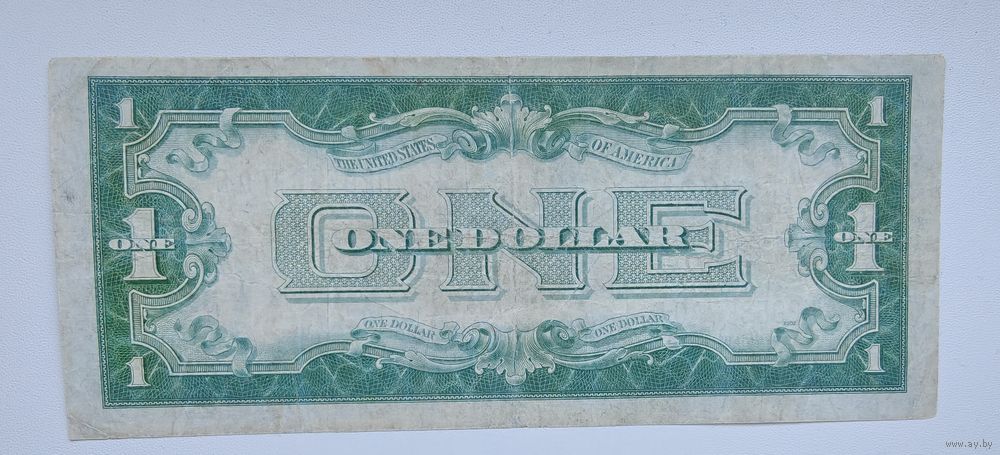 1 1
THE UNITED STATES OF AMERICA
ONE
ONE DOLLAR
1 ONE 1 ONE
ONE DOLLAR ONE DOLLAR
1 1
www.ay.by